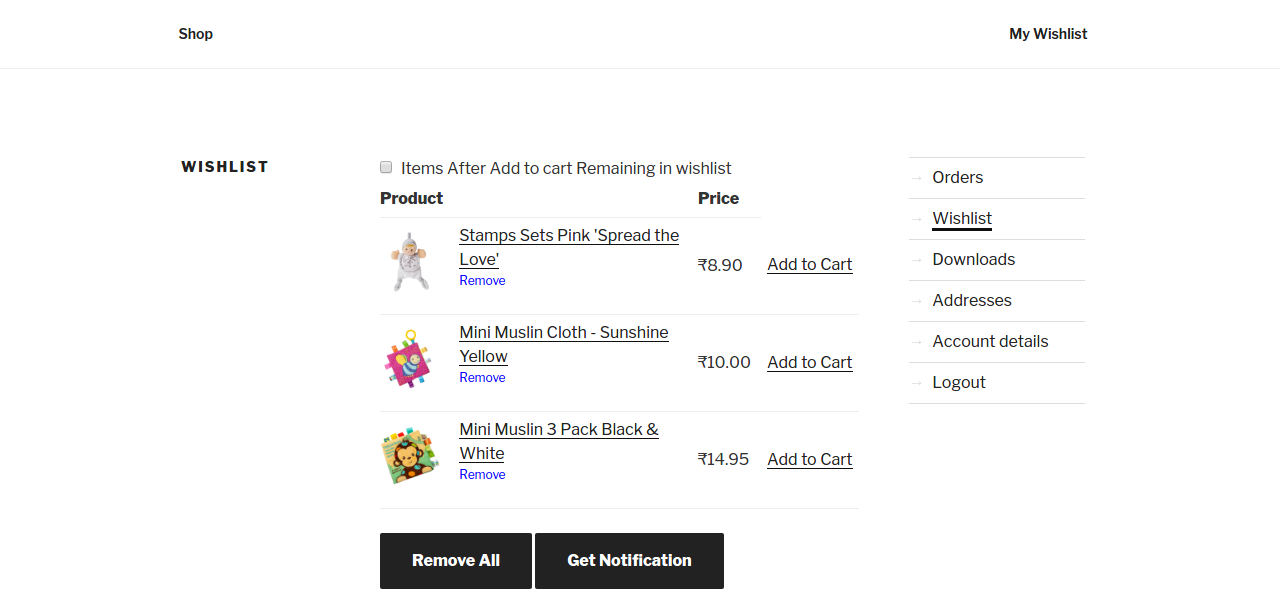 Shop
My Wishlist
WISHLIST
Items After Add to cart Remaining in wishlist
Product Price
Stamps Sets Pink 'Spread the
Love'
Remove
₹8.90 Add to Cart
Mini Muslin Cloth - Sunshine
Yellow
Remove
₹10.00 Add to Cart
Mini Muslin 3 Pack Black &
White
Remove
₹14.95 Add to Cart
Remove All
Get Notification
→ Orders
→ Wishlist
→ Downloads
→ Addresses
→ Account details
→ Logout